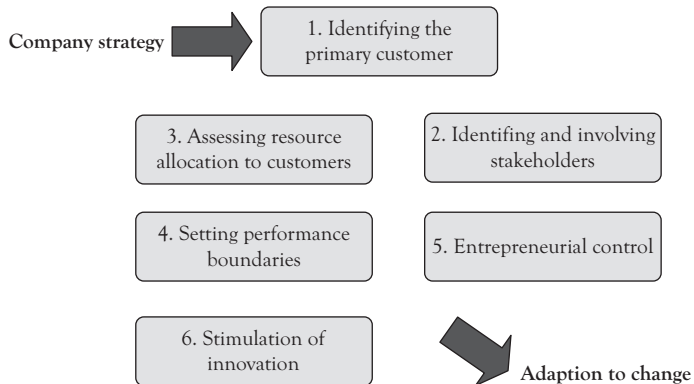 Company strategy
1. Identifying the
primary customer
3. Assessing resource
allocation to customers
2. Identifing and involving
stakeholders
4. Setting performance
boundaries
5. Entrepreneurial control
6. Stimulation of
innovation
Adaption to change